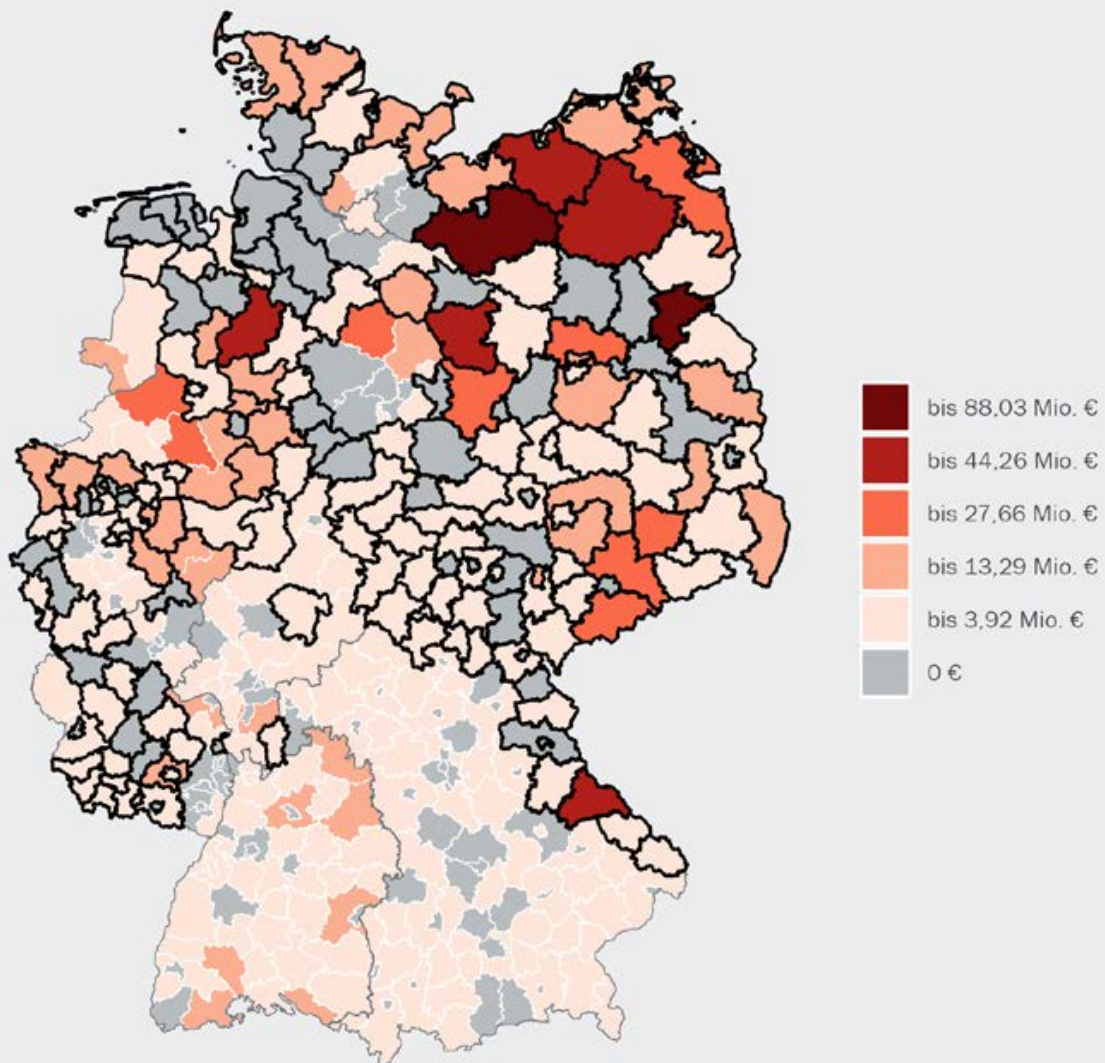 bis 88,03 Mio. €
bis 44,26 Mio. €
bis 27,66 Mio. €
bis 13,29 Mio. €
bis 3,92 Mio. €
0 €